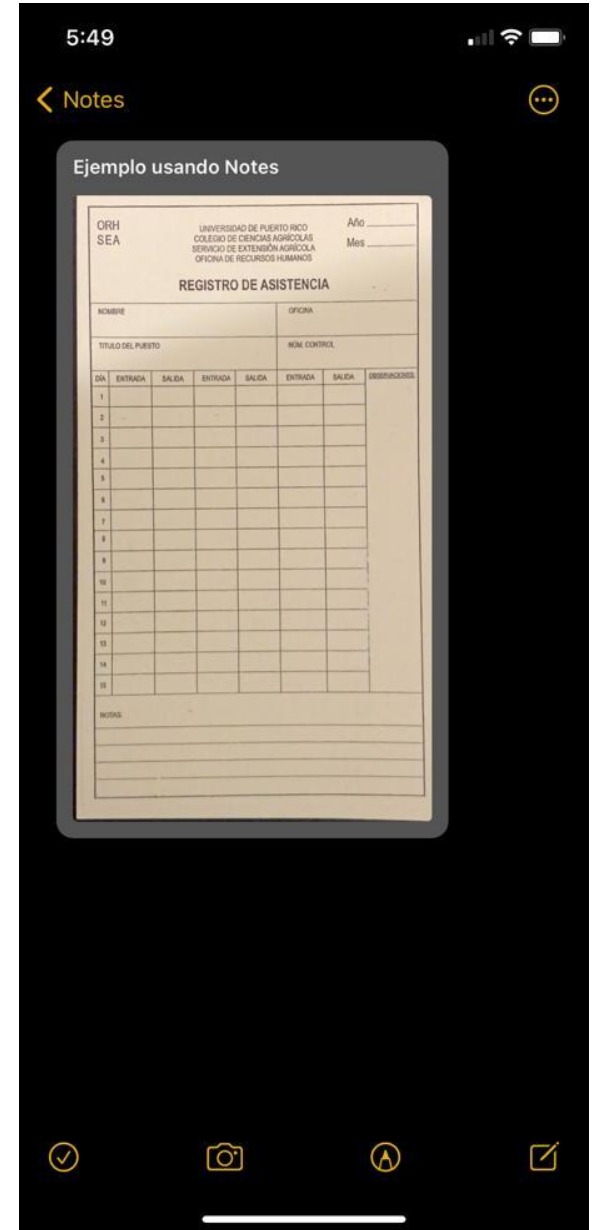 5:49
Notes
Ejemplo usando Notes
ORH
SEA
UNIVERSIDAD DE PUERTO RICO
COLEGIO DE CIENCIAS AGRÍCOLAS
SERVICIO DE EXTENSIÓN AGRÍCOLA
OFICINA DE RECURSOS HUMANOS
Año
Mes
REGISTRO DE ASISTENCIA
NOMBRE OFICINA
TITULO DEL PUESTO NÚM. CONTROL
DÍA ENTRADA SALIDA ENTRADA SALIDA ENTRADA SALIDA OBSERVACIONES
1
2
3
4
5
6
7
8
9
10
11
12
13
14
15
NOTAS: